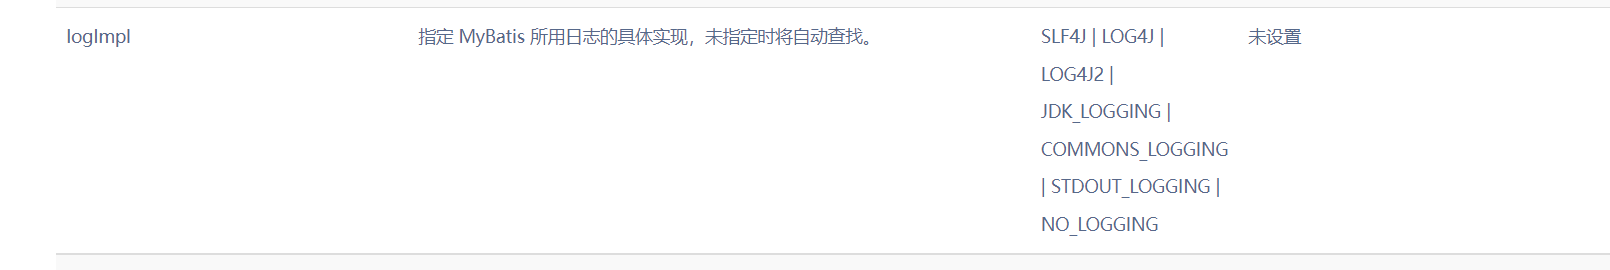 logImpl
指定 MyBatis 所用日志的具体实现，未指定时将自动查找。
SLF4J | LOG4J |
LOG4J2 |
JDK_LOGGING |
COMMONS_LOGGING
| STDOUT_LOGGING |
NO_LOGGING
未设置